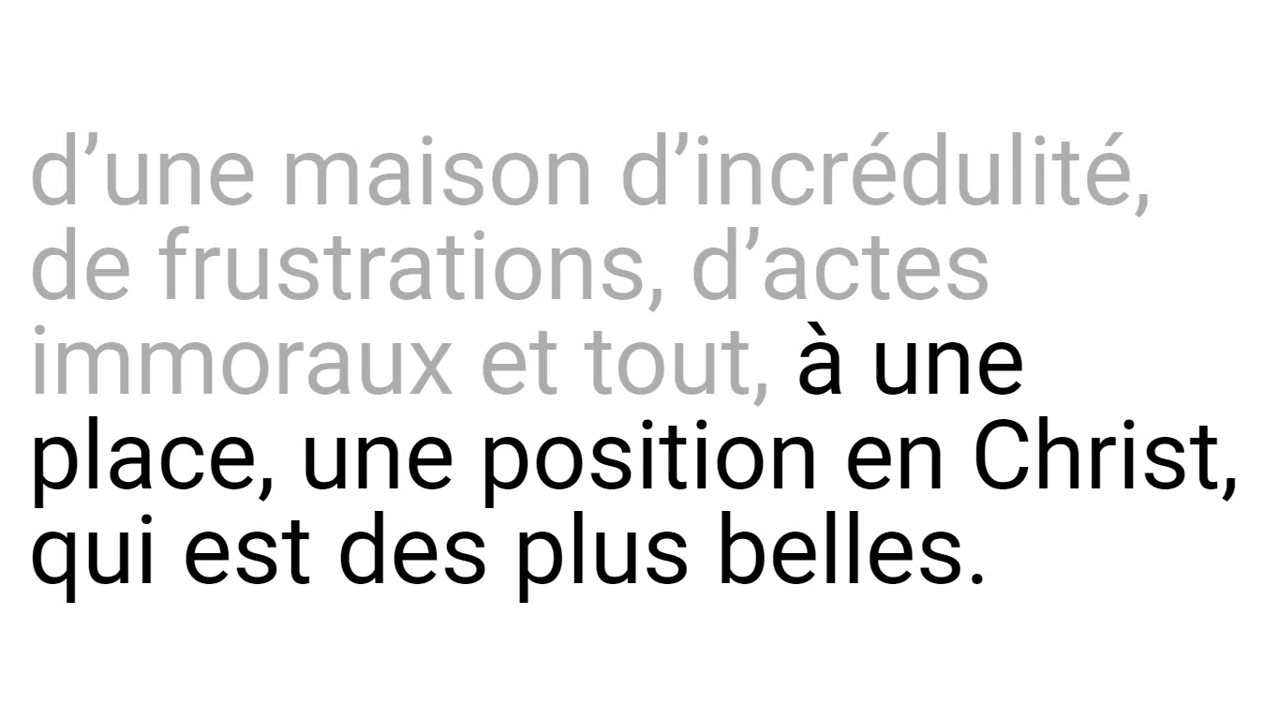 d’une maison d’incrédulité,
de frustrations, d’actes
immoraux et tout, à une
place, une position en Christ,
qui est des plus belles.